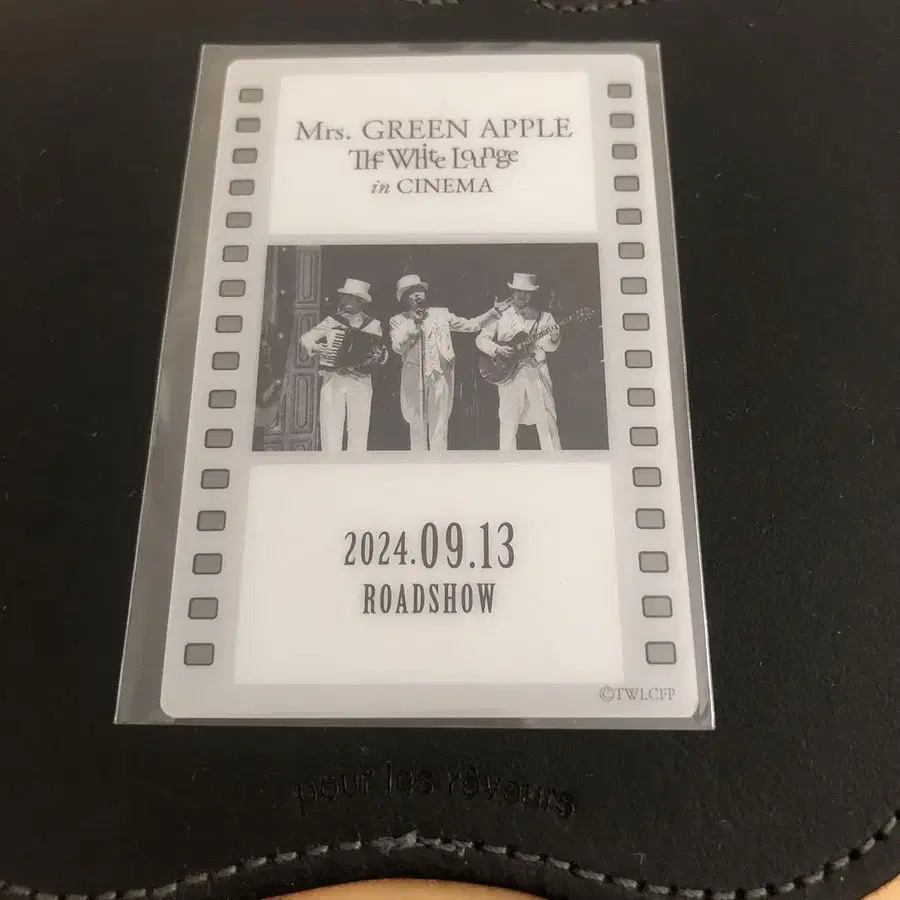 Mrs. GREEN APPLE
The White Lounge
in CINEMA
2024.09.13
ROADSHOW
©TWLCFP
pour les rêveurs